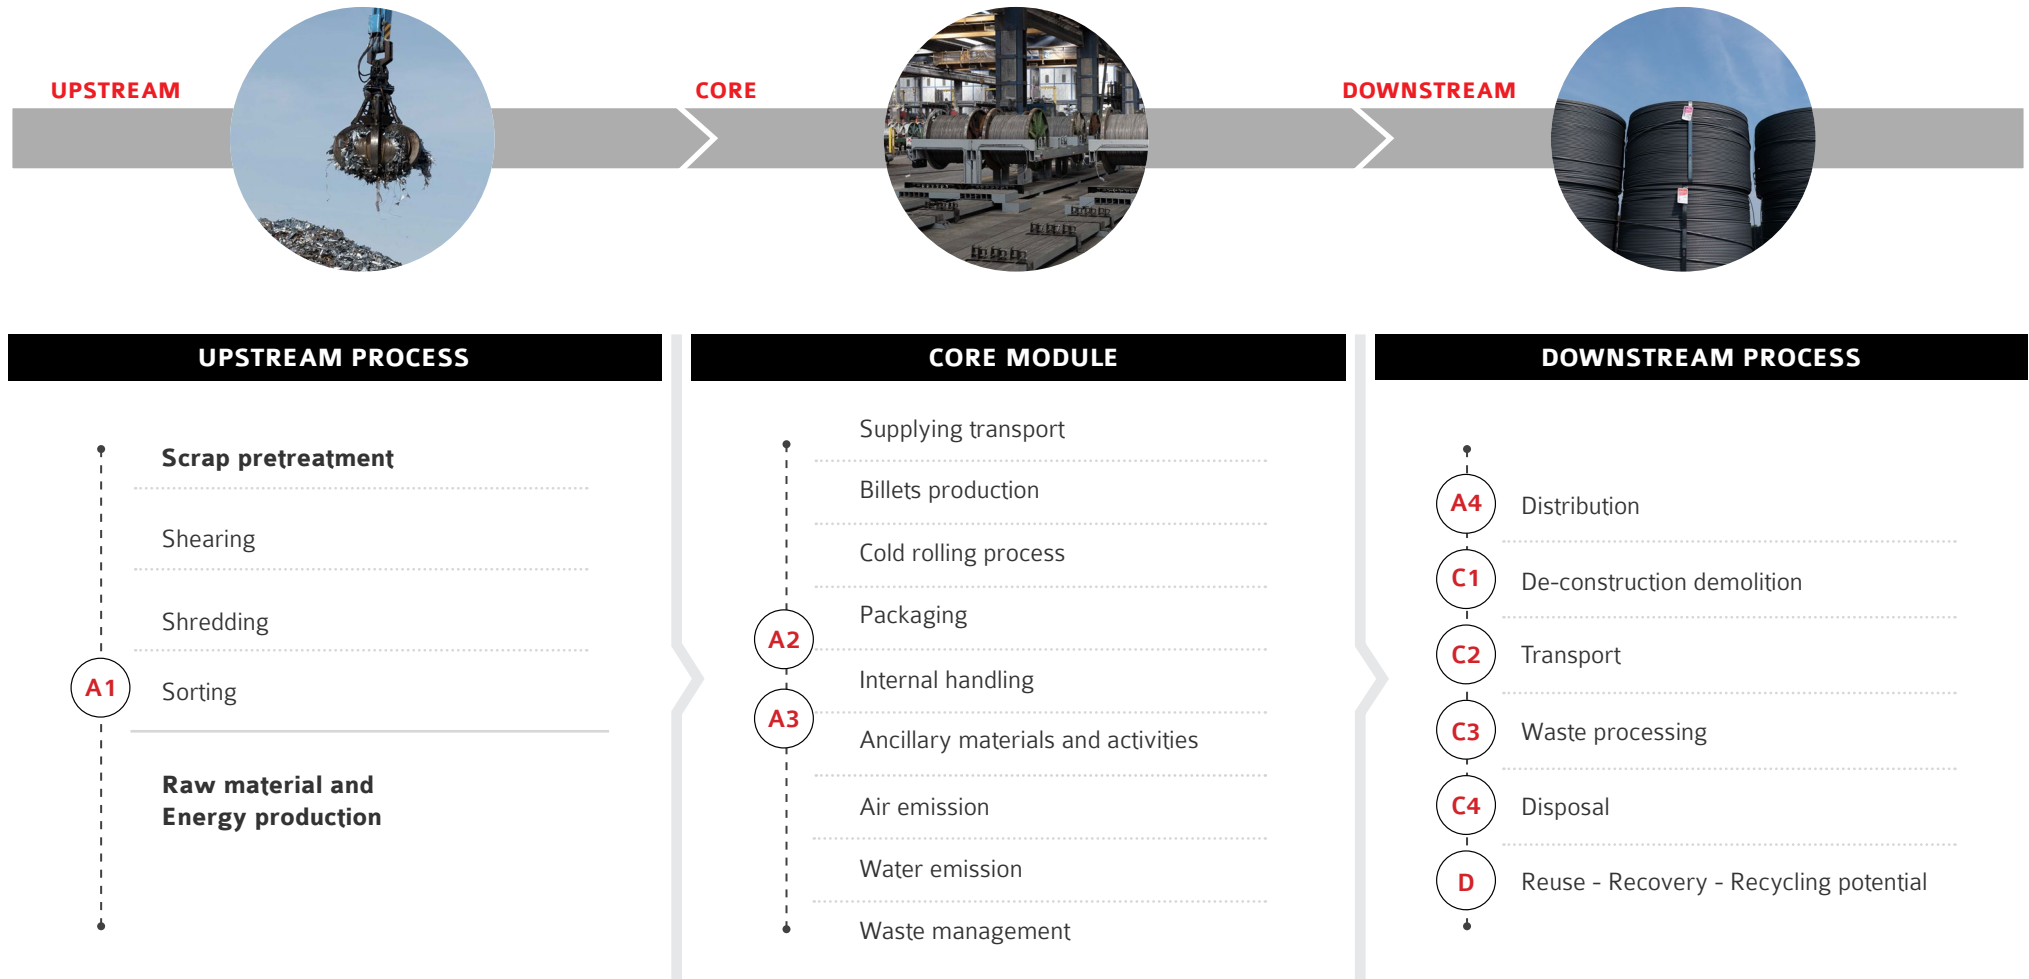 UPSTREAM
CORE
DOWNSTREAM
UPSTREAM PROCESS
Scrap pretreatment
Shearing
Shredding
A1
Sorting
Raw material and
Energy production
CORE MODULE
Supplying transport
Billets production
Cold rolling process
Packaging
A2
Internal handling
A3
Ancillary materials and activities
Air emission
Water emission
Waste management
DOWNSTREAM PROCESS
A4 Distribution
C1 De-construction demolition
C2 Transport
C3 Waste processing
C4 Disposal
D Reuse - Recovery - Recycling potential